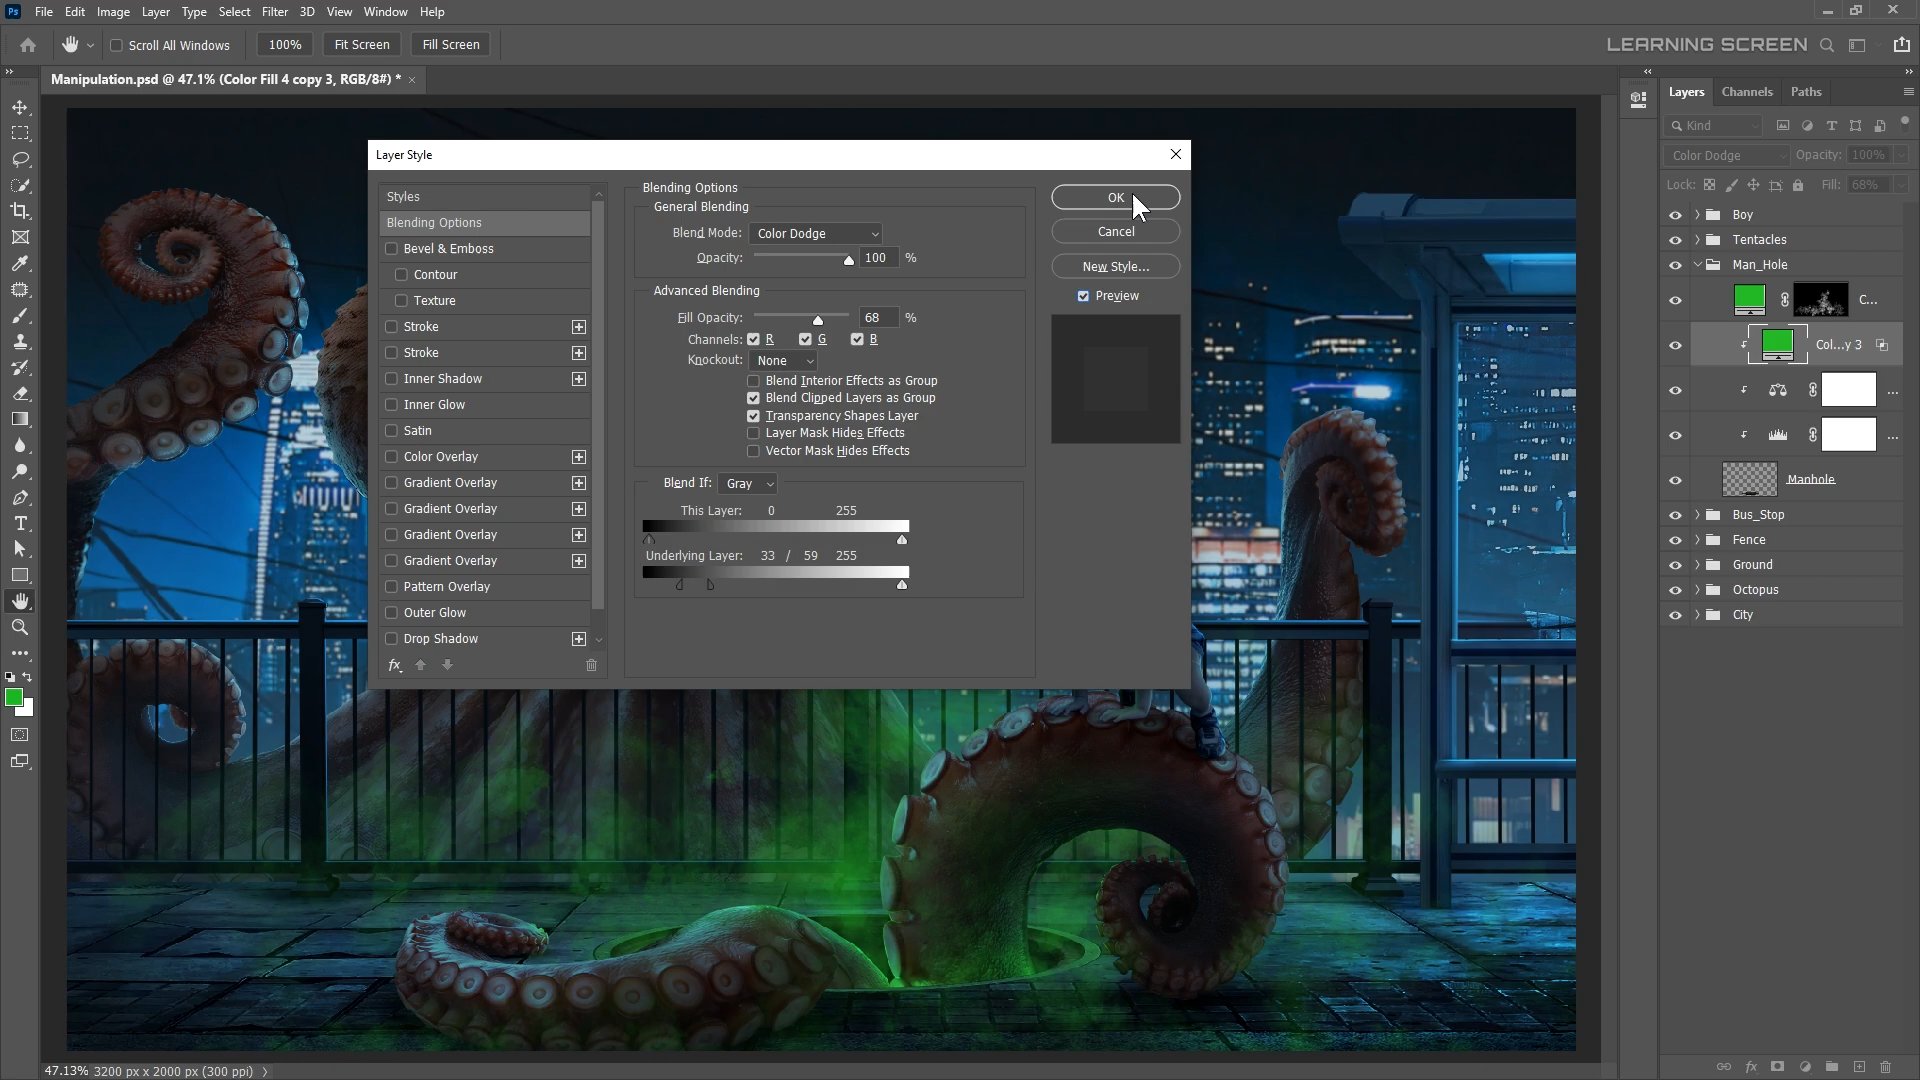 Ps File Edit Image Layer Type Select Filter 3D View Window Help
Scroll All Windows 100% Fit Screen Fill Screen LEARNING SCREEN
Manipulation.psd @ 47.1% (Color Fill 4 copy 3, RGB/8#) * ×
Layer Style
Styles
Blending Options
Bevel & Emboss
Contour
Texture
Stroke
Stroke
Inner Shadow
Inner Glow
Satin
Color Overlay
Gradient Overlay
Gradient Overlay
Gradient Overlay
Gradient Overlay
Pattern Overlay
Outer Glow
Drop Shadow
fx
Blending Options
General Blending
Blend Mode: Color Dodge
Opacity: 100 %
Advanced Blending
Fill Opacity: 68 %
Channels: R G B
Knockout: None
Blend Interior Effects as Group
Blend Clipped Layers as Group
Transparency Shapes Layer
Layer Mask Hides Effects
Vector Mask Hides Effects
Blend If: Gray
This Layer: 0 255
Underlying Layer: 33 / 59 255
OK
Cancel
New Style...
Preview
Layers Channels Paths
Kind
Color Dodge Opacity: 100%
Lock: Fill: 68%
Boy
Tentacles
Man_Hole
C...
Col...y 3
...
...
Manhole
Bus_Stop
Fence
Ground
Octopus
City
fx
47.13% 3200 px x 2000 px (300 ppi)